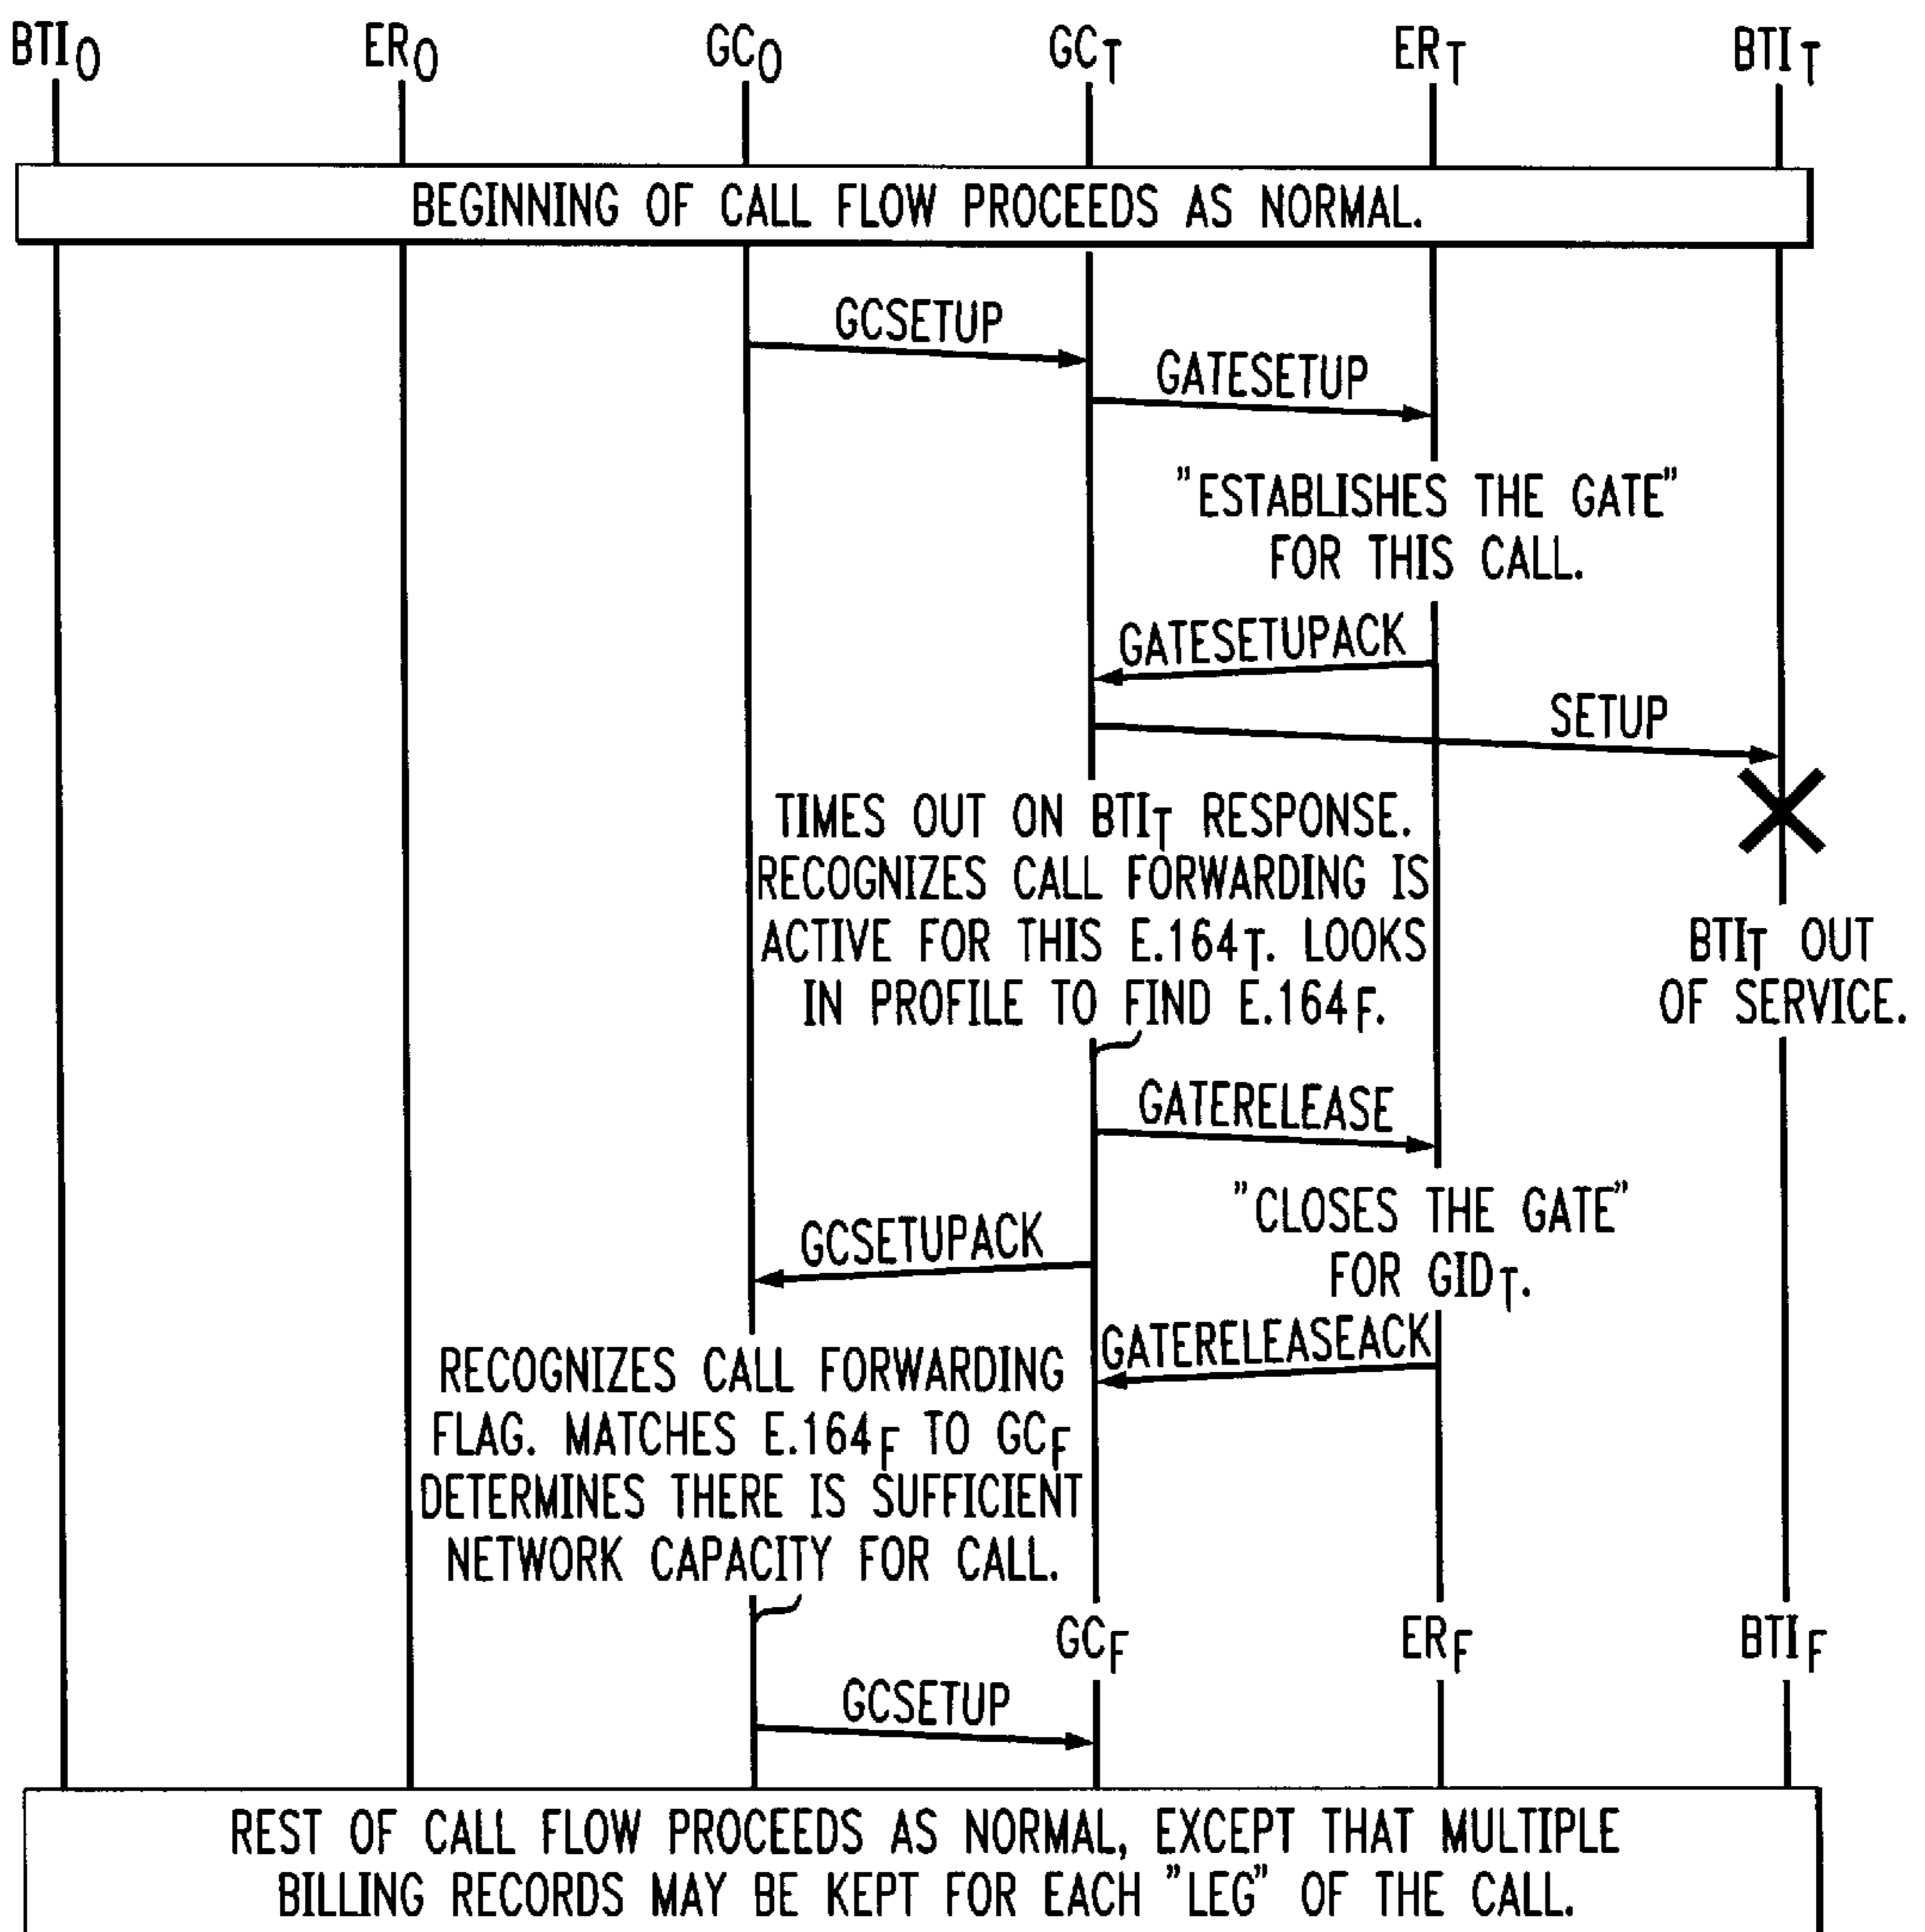 BTIO ERO GCO GCT ERT BTIT
BEGINNING OF CALL FLOW PROCEEDS AS NORMAL.
GCSETUP
GATESETUP
"ESTABLISHES THE GATE"
FOR THIS CALL.
GATESETUPACK
SETUP
TIMES OUT ON BTIT RESPONSE.
RECOGNIZES CALL FORWARDING IS
ACTIVE FOR THIS E.164T. LOOKS
IN PROFILE TO FIND E.164F.
BTIT OUT
OF SERVICE.
GATERELEASE
"CLOSES THE GATE"
FOR GIDT.
GCSETUPACK
GATERELEASEACK
RECOGNIZES CALL FORWARDING
FLAG. MATCHES E.164F TO GCF
DETERMINES THERE IS SUFFICIENT
NETWORK CAPACITY FOR CALL.
GCF ERF BTIF
GCSETUP
REST OF CALL FLOW PROCEEDS AS NORMAL, EXCEPT THAT MULTIPLE
BILLING RECORDS MAY BE KEPT FOR EACH "LEG" OF THE CALL.